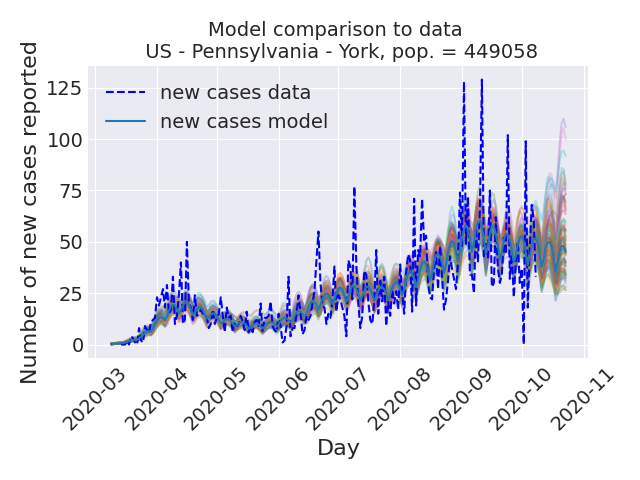 Model comparison to data
US - Pennsylvania - York, pop. = 449058
Number of new cases reported
125
100
75
50
25
0
new cases data
new cases model
2020-03
2020-04
2020-05
2020-06
2020-07
2020-08
2020-09
2020-10
2020-11
Day